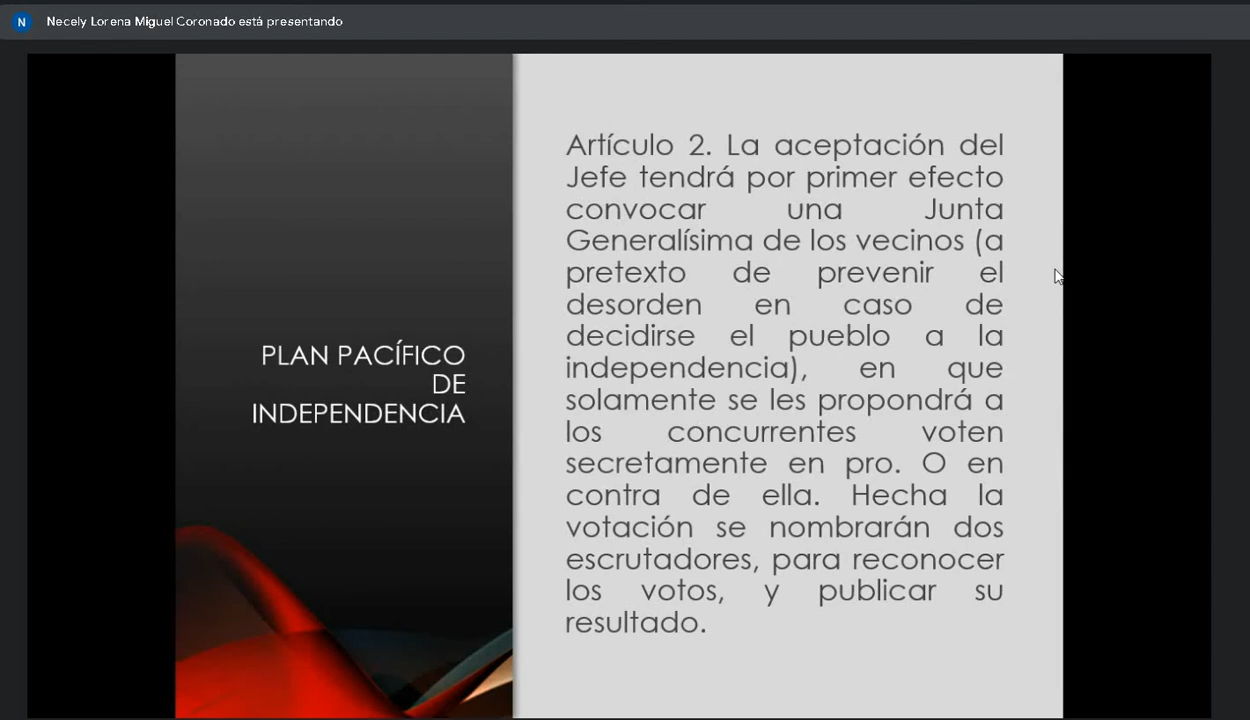 N
Necely Lorena Miguel Coronado está presentando
PLAN PACÍFICO
DE
INDEPENDENCIA
Artículo 2. La aceptación del
Jefe tendrá por primer efecto
convocar una Junta
Generalísima de los vecinos (a
pretexto de prevenir el
desorden en caso de
decidirse el pueblo a la
independencia), en que
solamente se les propondrá a
los concurrentes voten
secretamente en pro. O en
contra de ella. Hecha la
votación se nombrarán dos
escrutadores, para reconocer
los votos, y publicar su
resultado.